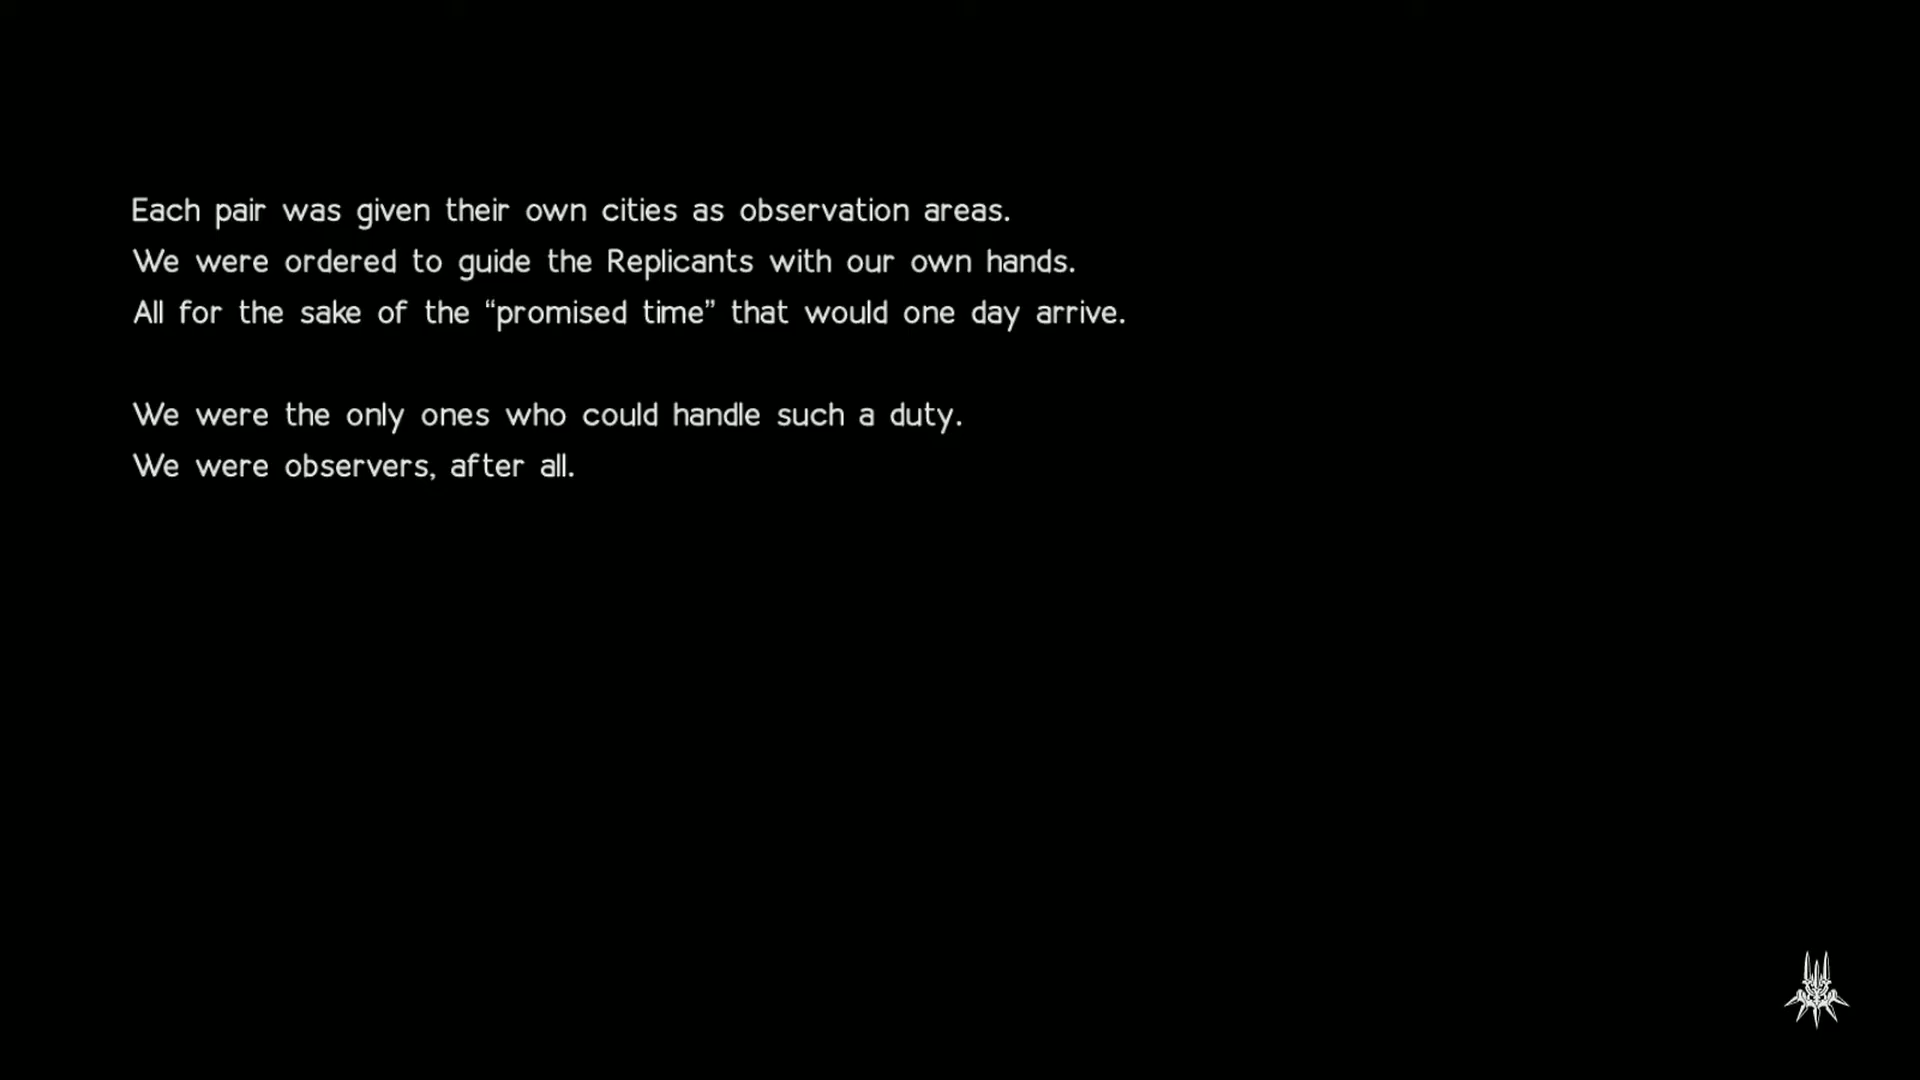 Each pair was given their own cities as observation areas.
We were ordered to guide the Replicants with our own hands.
All for the sake of the “promised time” that would one day arrive.
We were the only ones who could handle such a duty.
We were observers, after all.